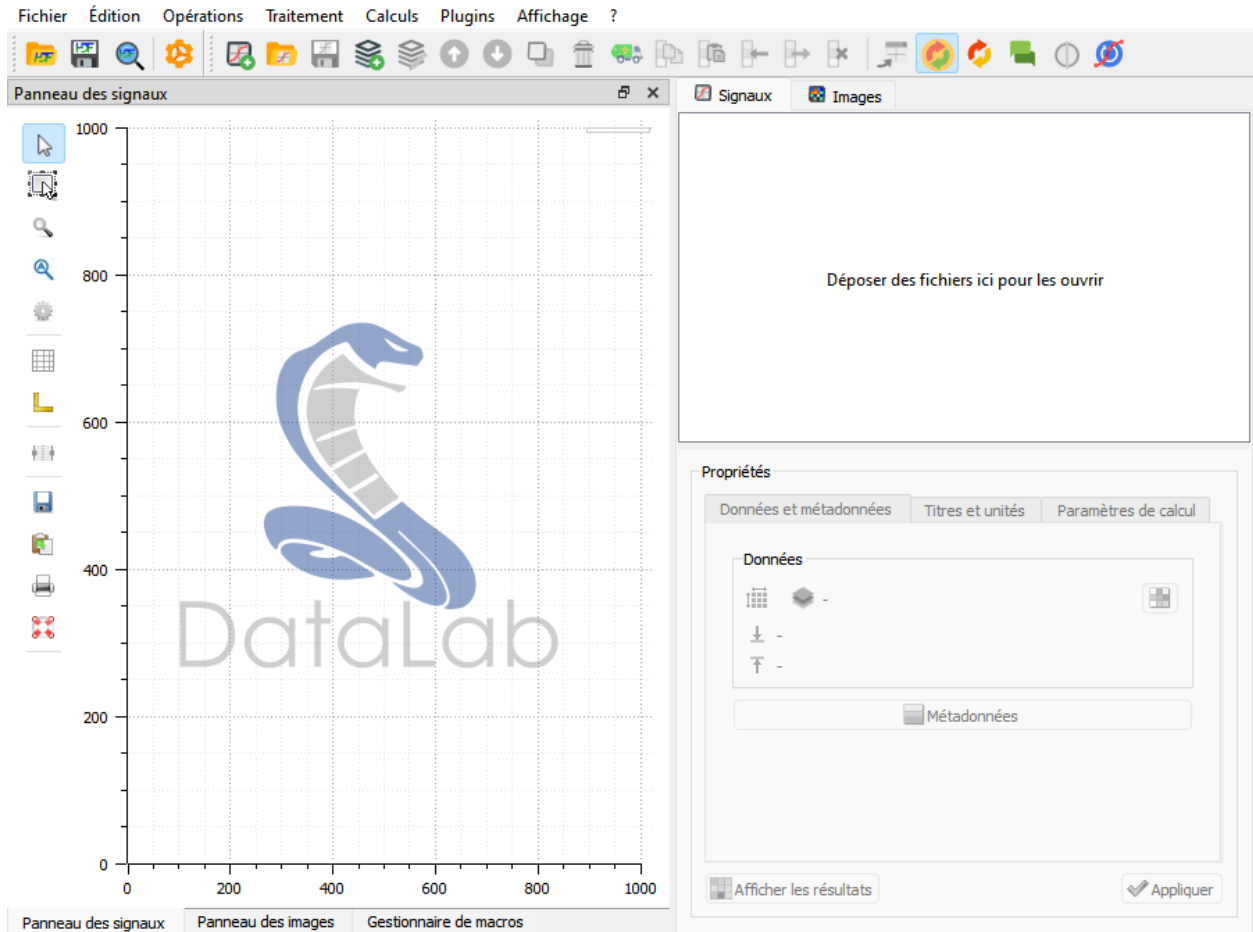 Fichier Édition Opérations Traitement Calculs Plugins Affichage ?
Panneau des signaux
Signaux Images
1000
800
600
400
200
0
0 200 400 600 800 1000
DataLab
Déposer des fichiers ici pour les ouvrir
Propriétés
Données et métadonnées Titres et unités Paramètres de calcul
Données
-
-
-
Métadonnées
Afficher les résultats Appliquer
Panneau des signaux Panneau des images Gestionnaire de macros